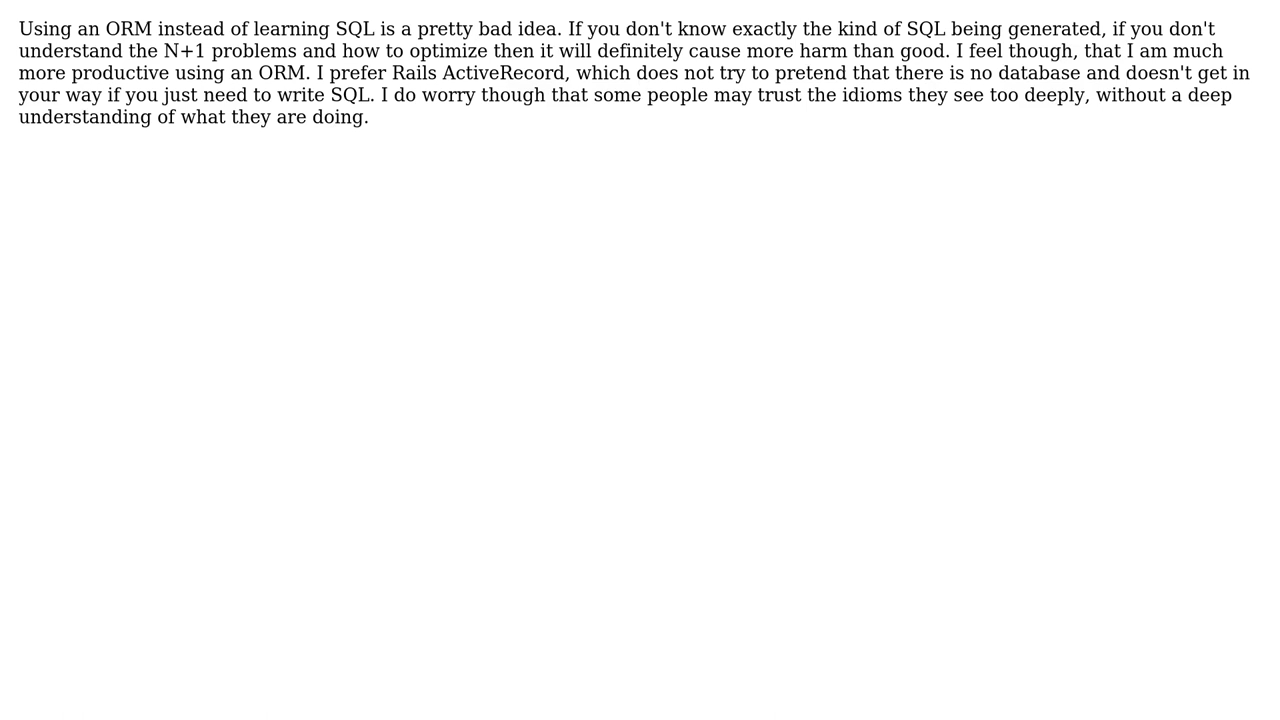 Using an ORM instead of learning SQL is a pretty bad idea. If you don't know exactly the kind of SQL being generated, if you don't
understand the N+1 problems and how to optimize then it will definitely cause more harm than good. I feel though, that I am much
more productive using an ORM. I prefer Rails ActiveRecord, which does not try to pretend that there is no database and doesn't get in
your way if you just need to write SQL. I do worry though that some people may trust the idioms they see too deeply, without a deep
understanding of what they are doing.